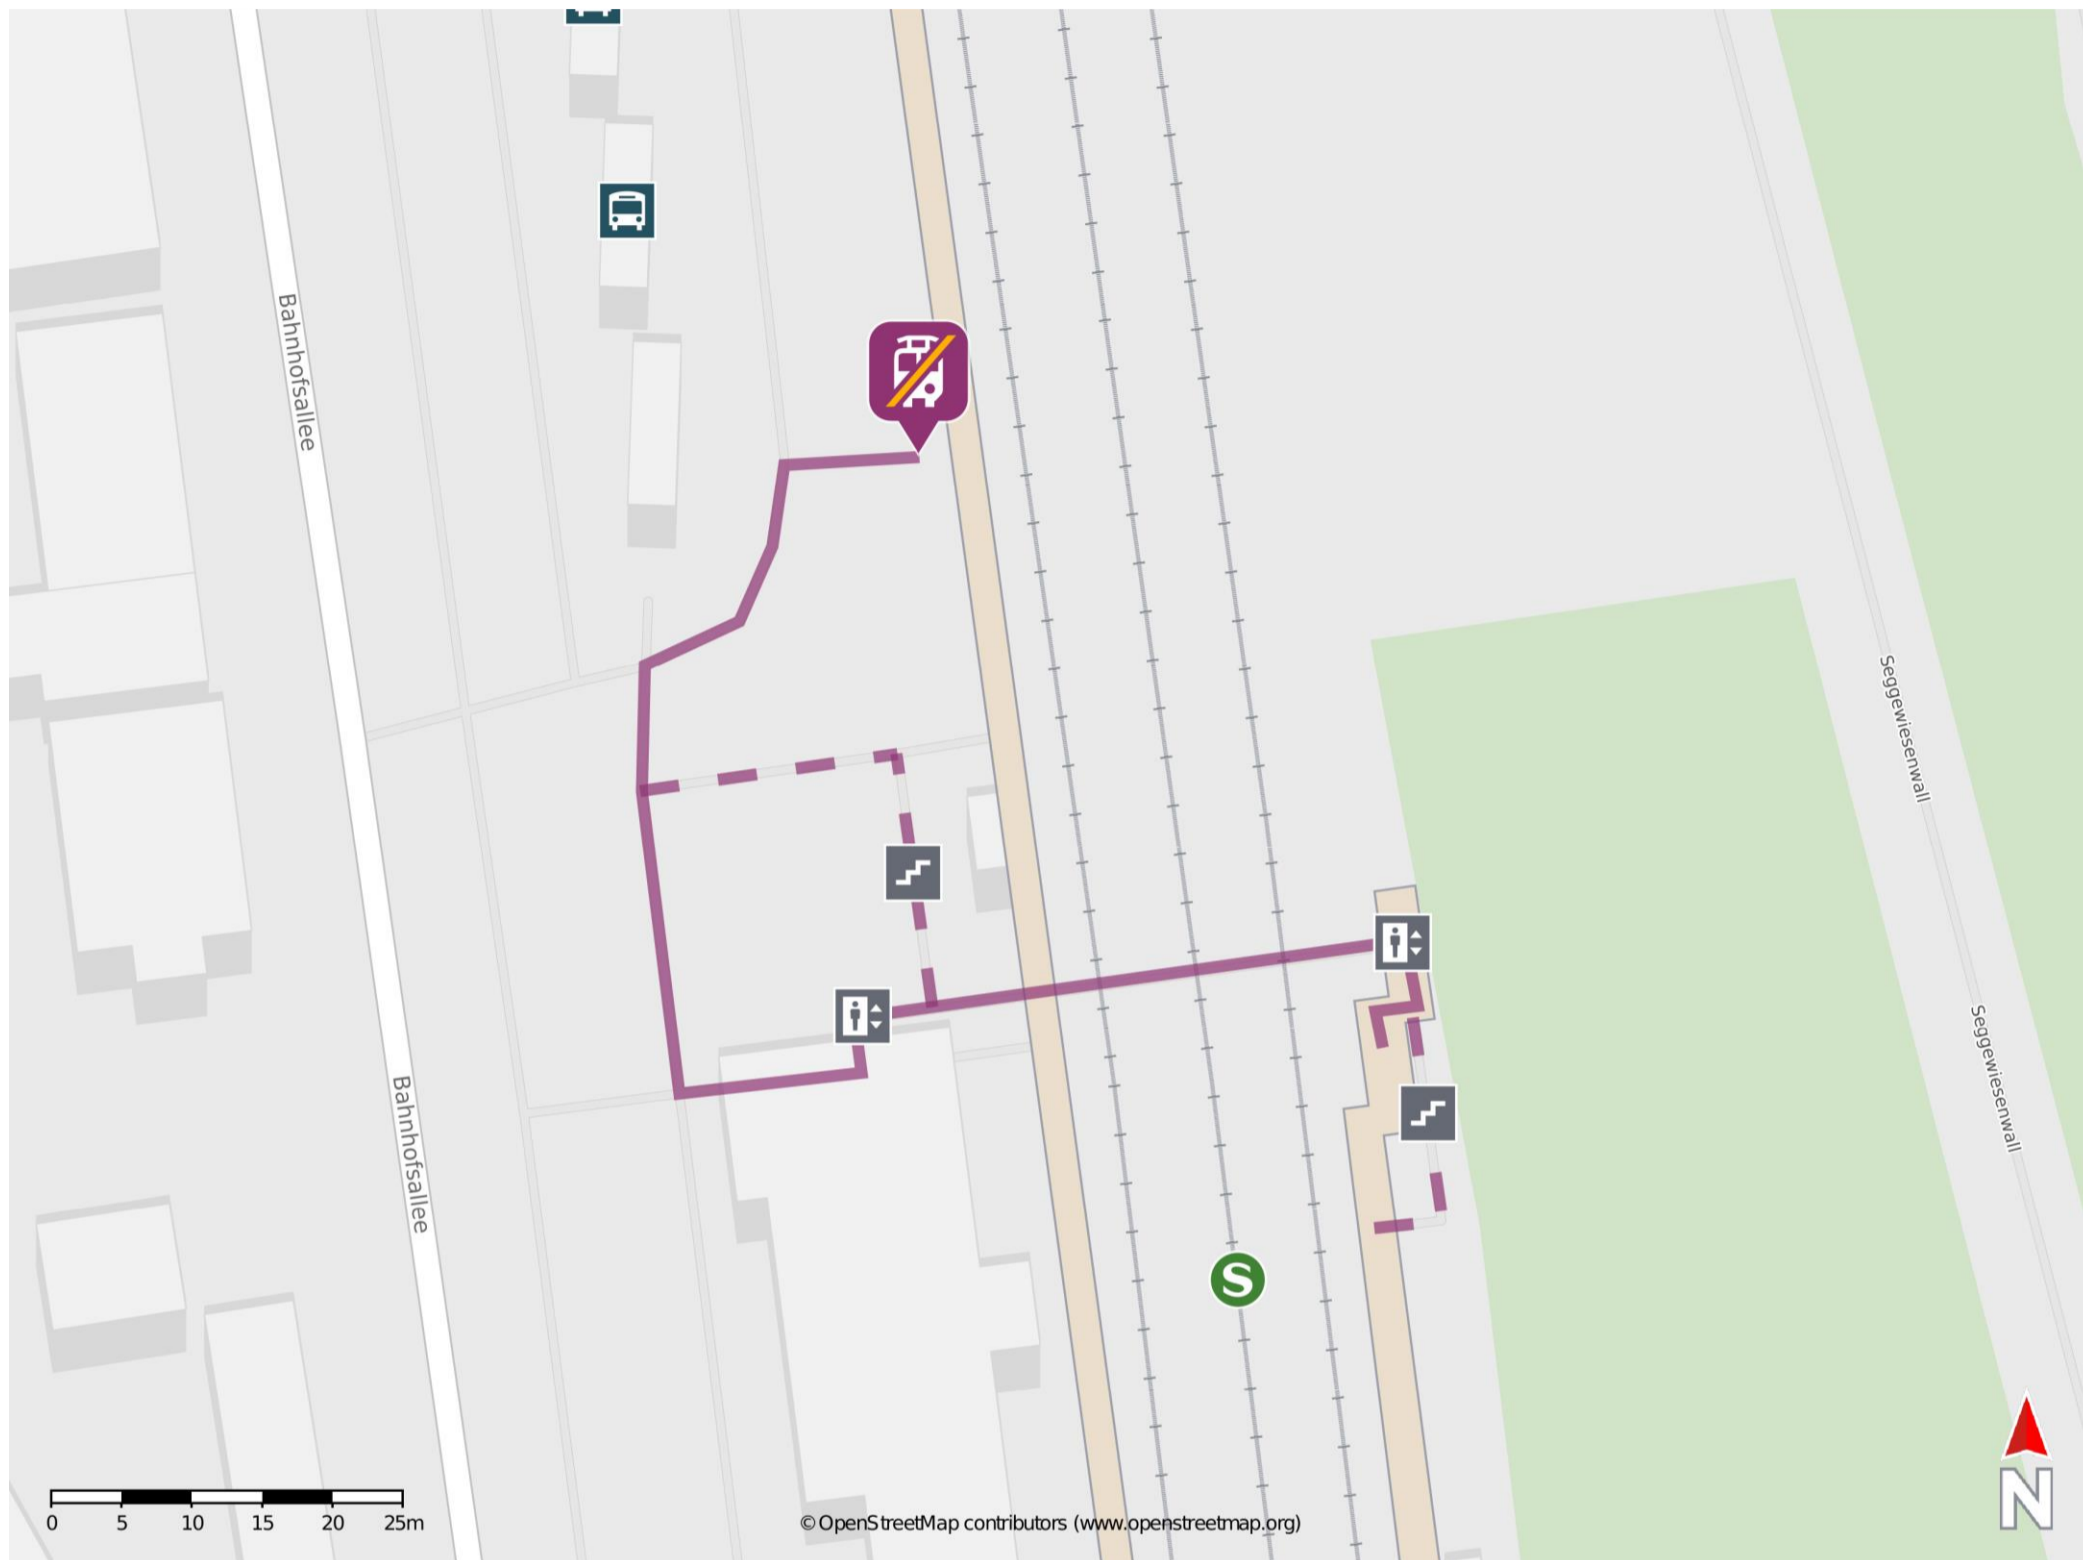 Bahnhofsallee
Seggewiesenwall
Seggewiesenwall
Bahnhofsallee
S
0 5 10 15 20 25m
© OpenStreetMap contributors (www.openstreetmap.org)
N